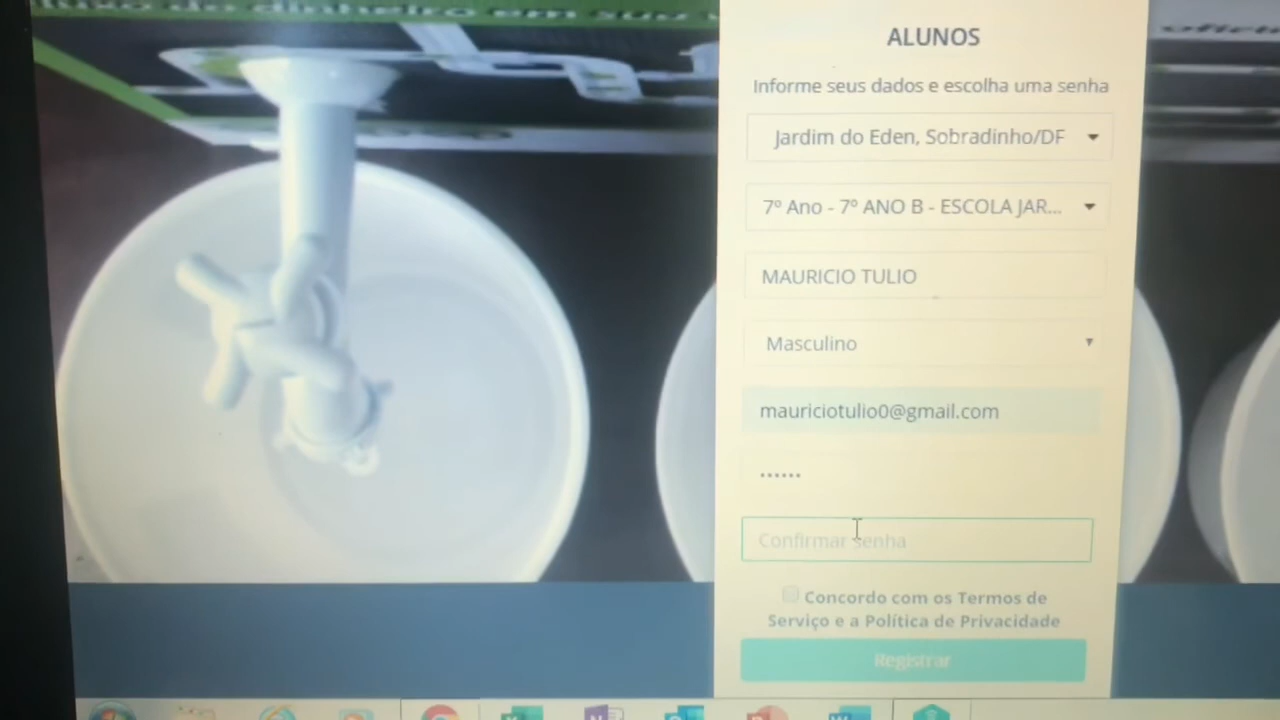 ALUNOS
Informe seus dados e escolha uma senha
Jardim do Eden, Sobradinho/DF
7º Ano - 7º ANO B - ESCOLA JAR...
MAURICIO TULIO
Masculino
mauriciotulio0@gmail.com
••••••
Confirmar senha
Concordo com os Termos de
Serviço e a Política de Privacidade
Registrar